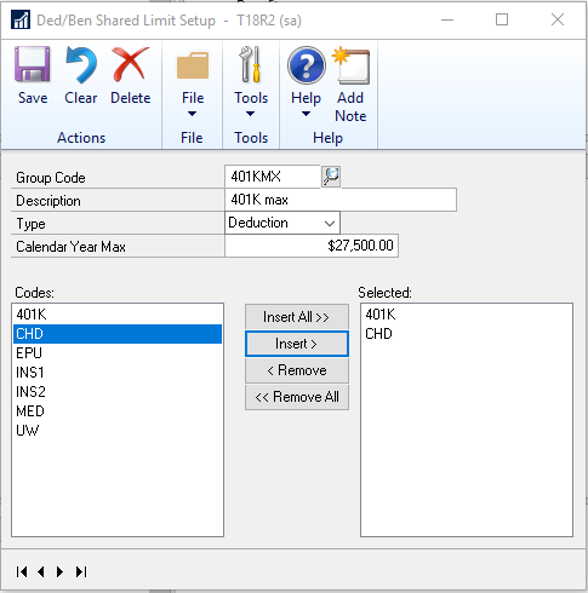 Ded/Ben Shared Limit Setup - T18R2 (sa)
Save Clear Delete File Tools Help Add Note
Actions File Tools Help
Group Code 401KMX
Description 401K max
Type Deduction
Calendar Year Max $27,500.00
Codes: Selected:
401K Insert All >> 401K
CHD Insert > CHD
EPU
INS1 < Remove
INS2 << Remove All
MED
UW